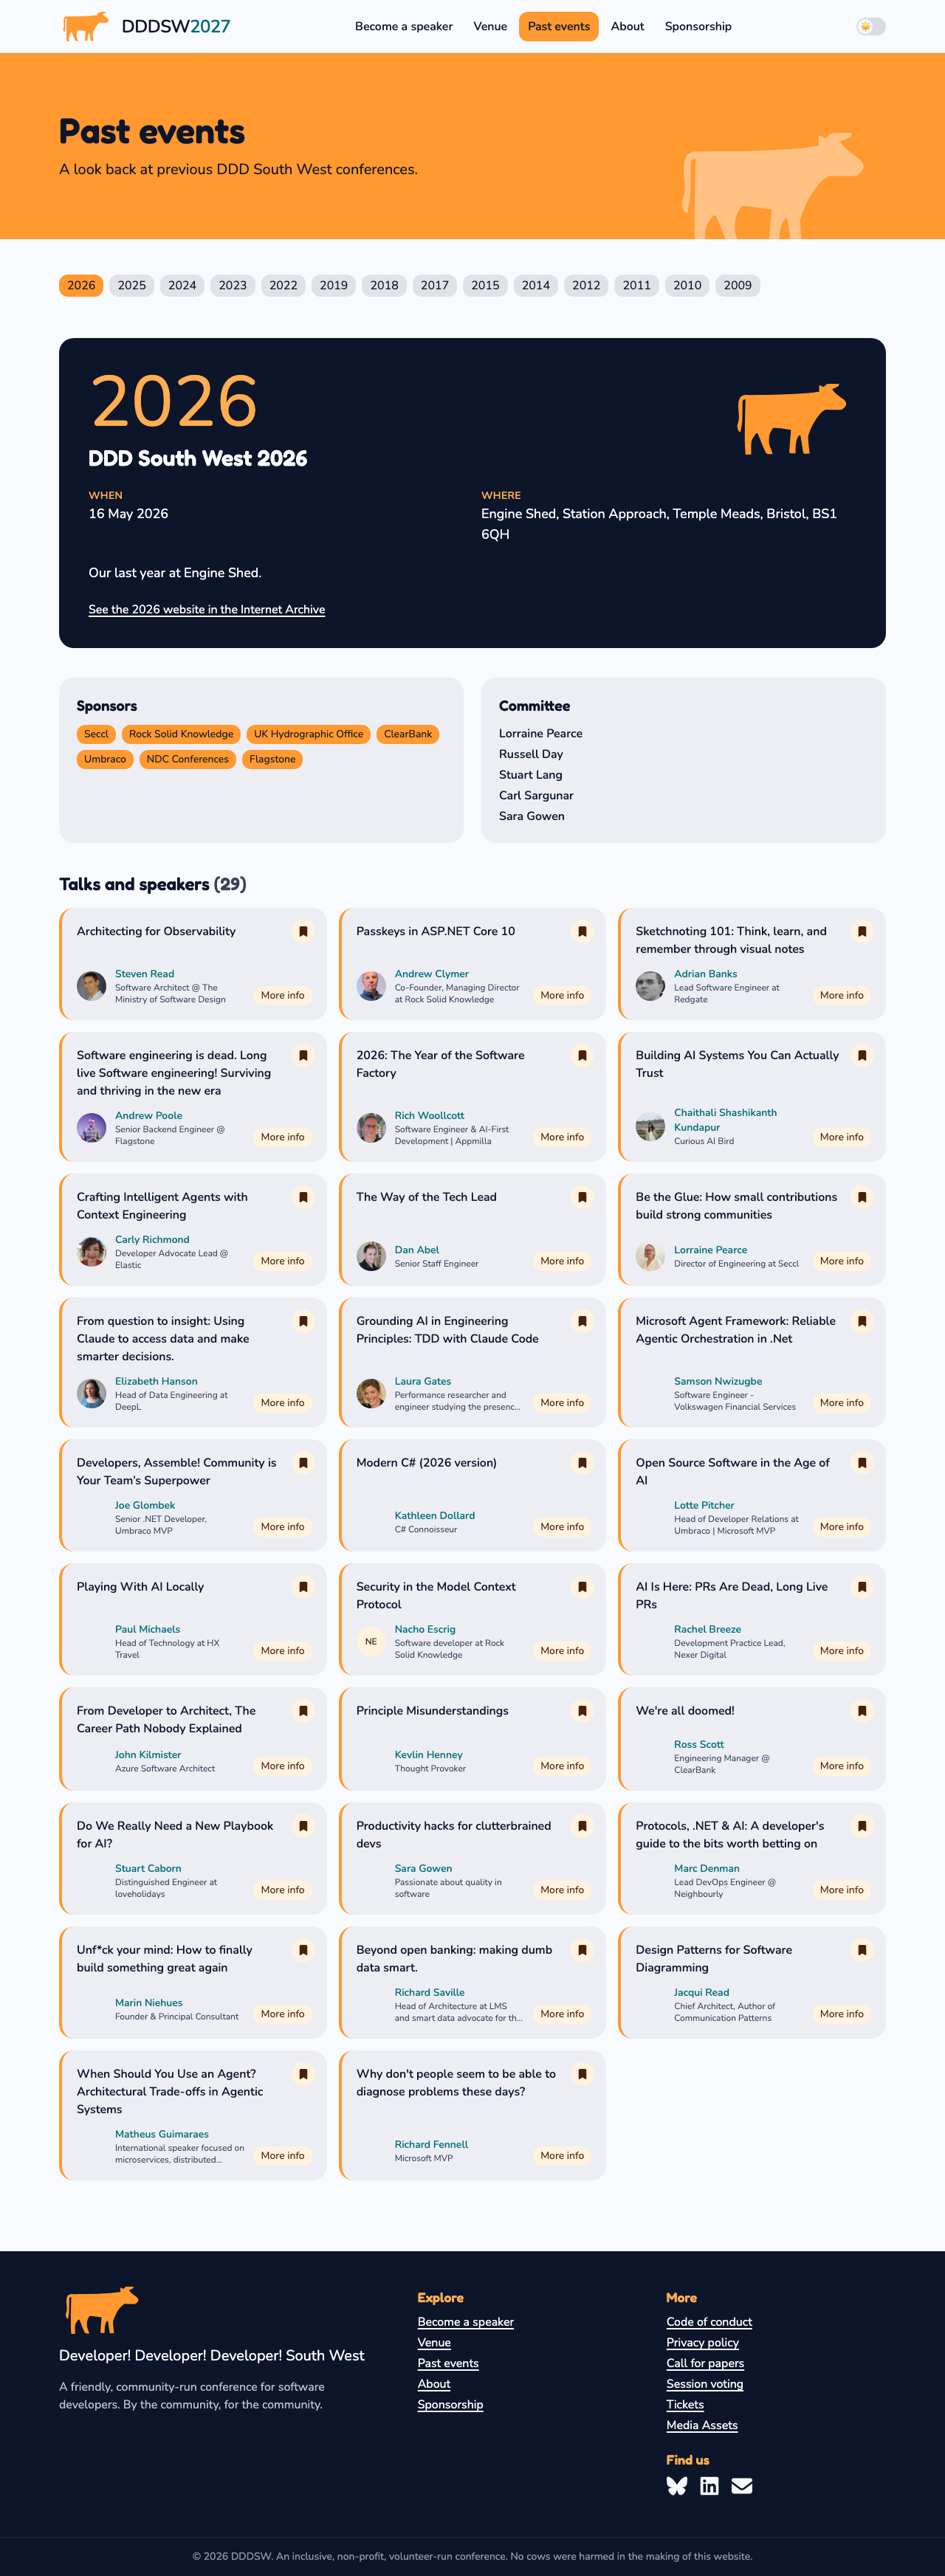 DDDSW2027
Become a speaker
Venue
Past events
About
Sponsorship
Past events
A look back at previous DDD South West conferences.
2026
2025
2024
2023
2022
2019
2018
2017
2015
2014
2012
2011
2010
2009
2026
DDD South West 2026
WHEN
16 May 2026
WHERE
Engine Shed, Station Approach, Temple Meads, Bristol, BS1
6QH
Our last year at Engine Shed.
See the 2026 website in the Internet Archive
Sponsors
Seccl
Rock Solid Knowledge
UK Hydrographic Office
ClearBank
Umbraco
NDC Conferences
Flagstone
Committee
Lorraine Pearce
Russell Day
Stuart Lang
Carl Sargunar
Sara Gowen
Talks and speakers (29)
Architecting for Observability
Steven Read
Software Architect @ The
Ministry of Software Design
More info
Passkeys in ASP.NET Core 10
Andrew Clymer
Co-Founder, Managing Director
at Rock Solid Knowledge
More info
Sketchnoting 101: Think, learn, and
remember through visual notes
Adrian Banks
Lead Software Engineer at
Redgate
More info
Software engineering is dead. Long
live Software engineering! Surviving
and thriving in the new era
Andrew Poole
Senior Backend Engineer @
Flagstone
More info
2026: The Year of the Software
Factory
Rich Woollcott
Software Engineer & AI-First
Development | Appmilla
More info
Building AI Systems You Can Actually
Trust
Chaithali Shashikanth
Kundapur
Curious AI Bird
More info
Crafting Intelligent Agents with
Context Engineering
Carly Richmond
Developer Advocate Lead @
Elastic
More info
The Way of the Tech Lead
Dan Abel
Senior Staff Engineer
More info
Be the Glue: How small contributions
build strong communities
Lorraine Pearce
Director of Engineering at Seccl
More info
From question to insight: Using
Claude to access data and make
smarter decisions.
Elizabeth Hanson
Head of Data Engineering at
DeepL
More info
Grounding AI in Engineering
Principles: TDD with Claude Code
Laura Gates
Performance researcher and
engineer studying the presenc...
More info
Microsoft Agent Framework: Reliable
Agentic Orchestration in .Net
Samson Nwizugbe
Software Engineer -
Volkswagen Financial Services
More info
Developers, Assemble! Community is
Your Team's Superpower
Joe Glombek
Senior .NET Developer,
Umbraco MVP
More info
Modern C# (2026 version)
Kathleen Dollard
C# Connoisseur
More info
Open Source Software in the Age of
AI
Lotte Pitcher
Head of Developer Relations at
Umbraco | Microsoft MVP
More info
Playing With AI Locally
Paul Michaels
Head of Technology at HX
Travel
More info
Security in the Model Context
Protocol
NE
Nacho Escrig
Software developer at Rock
Solid Knowledge
More info
AI Is Here: PRs Are Dead, Long Live
PRs
Rachel Breeze
Development Practice Lead,
Nexer Digital
More info
From Developer to Architect, The
Career Path Nobody Explained
John Kilmister
Azure Software Architect
More info
Principle Misunderstandings
Kevlin Henney
Thought Provoker
More info
We're all doomed!
Ross Scott
Engineering Manager @
ClearBank
More info
Do We Really Need a New Playbook
for AI?
Stuart Caborn
Distinguished Engineer at
loveholidays
More info
Productivity hacks for clutterbrained
devs
Sara Gowen
Passionate about quality in
software
More info
Protocols, .NET & AI: A developer's
guide to the bits worth betting on
Marc Denman
Lead DevOps Engineer @
Neighbourly
More info
Unf*ck your mind: How to finally
build something great again
Marin Niehues
Founder & Principal Consultant
More info
Beyond open banking: making dumb
data smart.
Richard Saville
Head of Architecture at LMS
and smart data advocate for th...
More info
Design Patterns for Software
Diagramming
Jacqui Read
Chief Architect, Author of
Communication Patterns
More info
When Should You Use an Agent?
Architectural Trade-offs in Agentic
Systems
Matheus Guimaraes
International speaker focused on
microservices, distributed...
More info
Why don't people seem to be able to
diagnose problems these days?
Richard Fennell
Microsoft MVP
More info
Developer! Developer! Developer! South West
A friendly, community-run conference for software
developers. By the community, for the community.
Explore
Become a speaker
Venue
Past events
About
Sponsorship
More
Code of conduct
Privacy policy
Call for papers
Session voting
Tickets
Media Assets
Find us
© 2026 DDDSW. An inclusive, non-profit, volunteer-run conference. No cows were harmed in the making of this website.